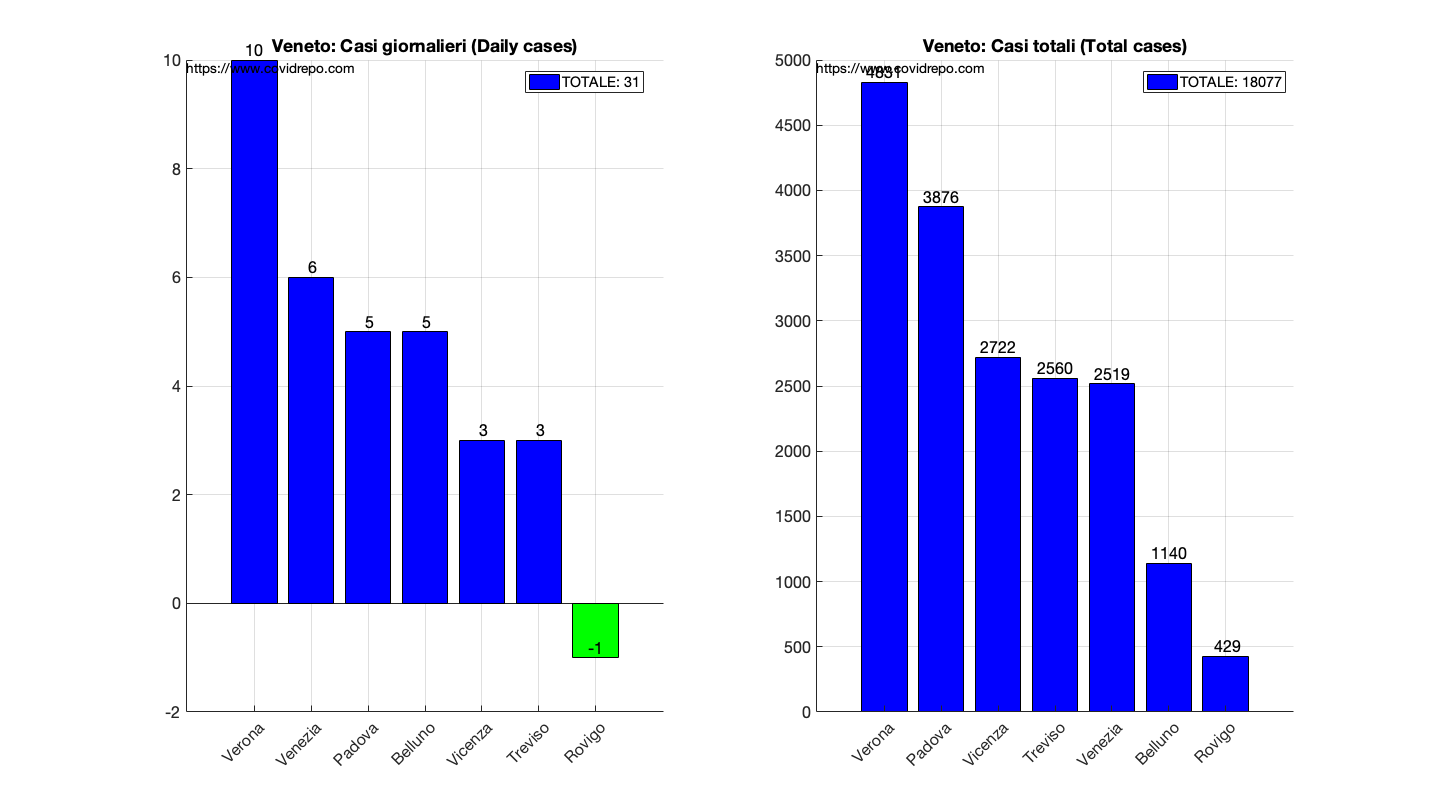 Veneto: Casi giornalieri (Daily cases)
https://www.covidrepo.com
TOTALE: 31
10
8
6
4
2
0
-2
10
6
5
5
3
3
-1
Verona
Venezia
Padova
Belluno
Vicenza
Treviso
Rovigo
Veneto: Casi totali (Total cases)
https://www.covidrepo.com
TOTALE: 18077
5000
4500
4000
3500
3000
2500
2000
1500
1000
500
0
4831
3876
2722
2560
2519
1140
429
Verona
Padova
Vicenza
Treviso
Venezia
Belluno
Rovigo